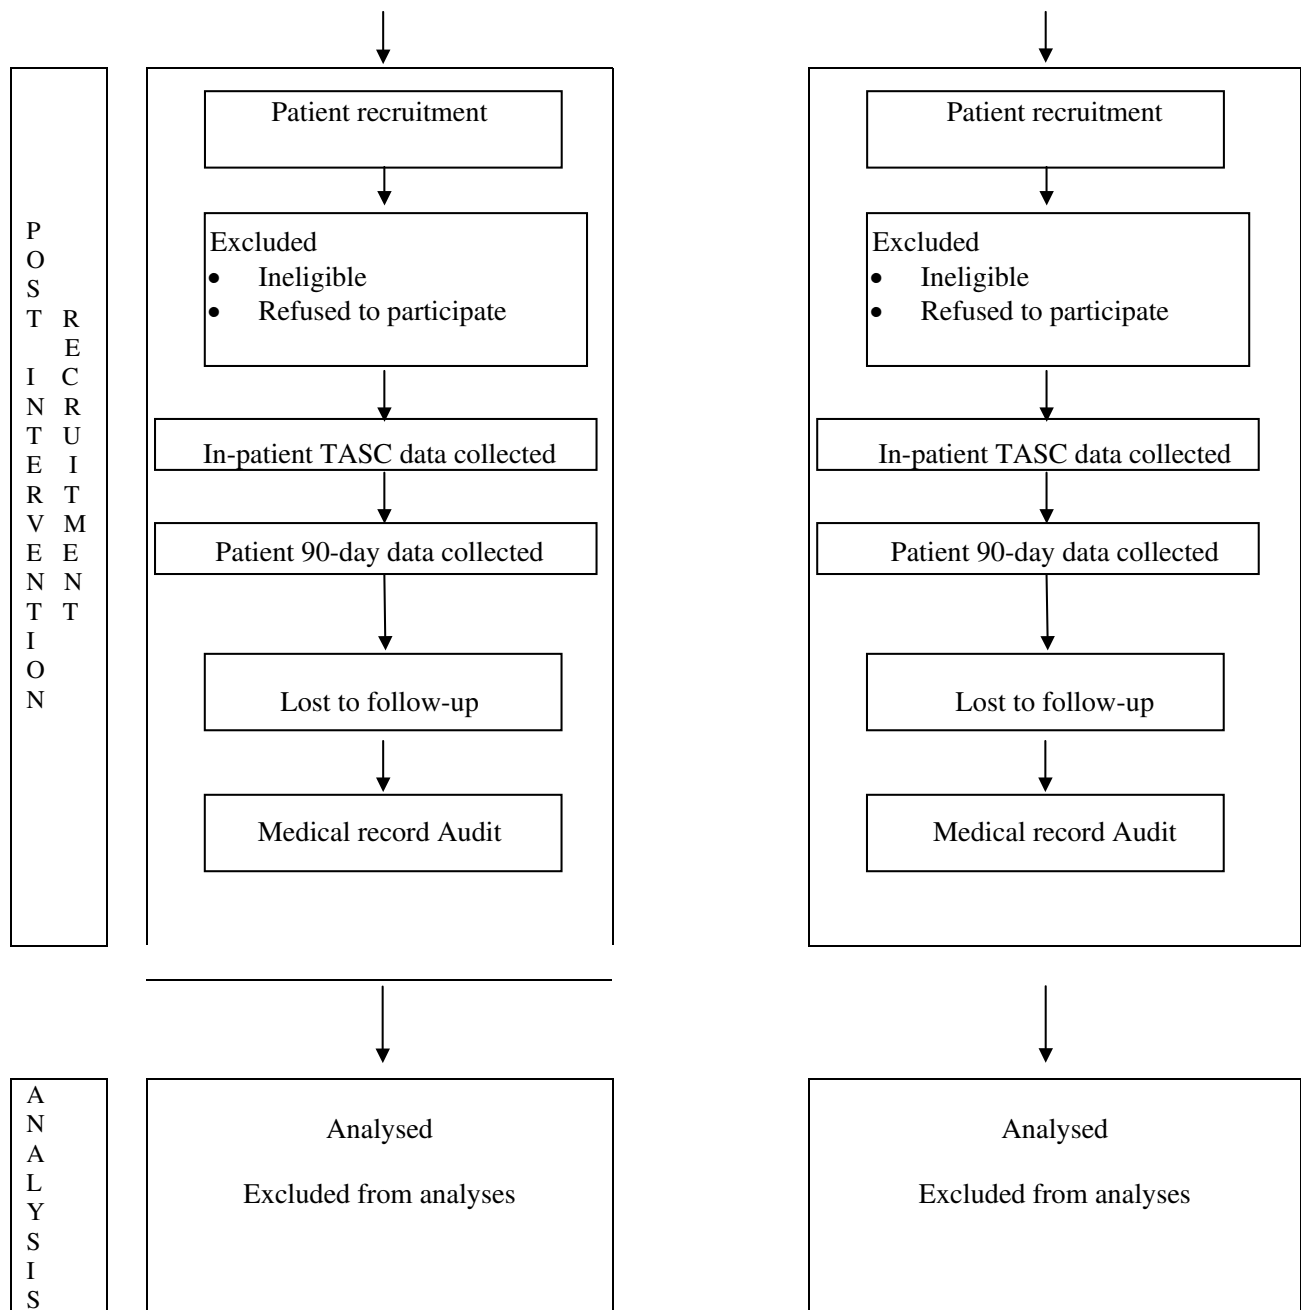 POST INTERVENTION
RECRUITMENT
Patient recruitment
Excluded
• Ineligible
• Refused to participate
In-patient TASC data collected
Patient 90-day data collected
Lost to follow-up
Medical record Audit
Patient recruitment
Excluded
• Ineligible
• Refused to participate
In-patient TASC data collected
Patient 90-day data collected
Lost to follow-up
Medical record Audit
ANALYSIS
Analysed
Excluded from analyses
Analysed
Excluded from analyses